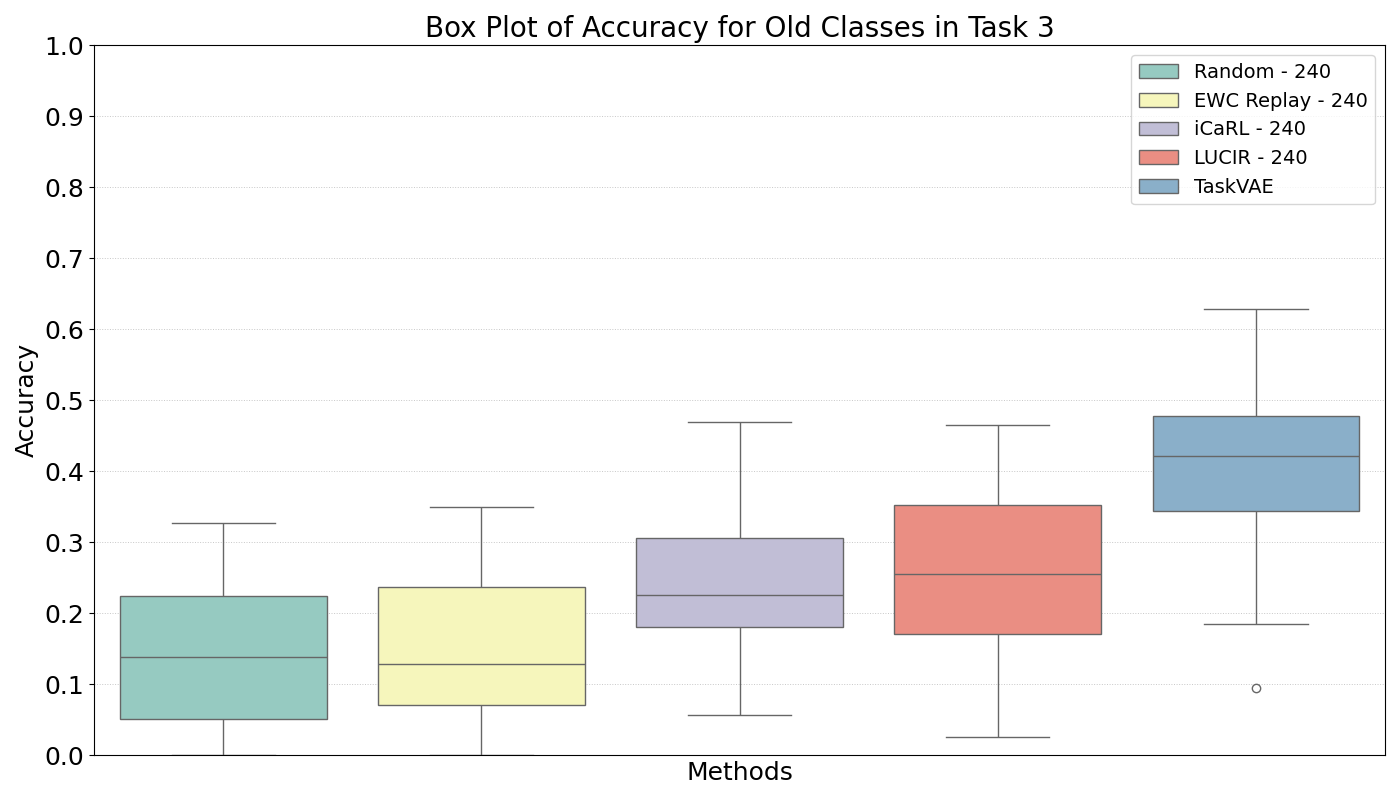 Box Plot of Accuracy for Old Classes in Task 3
1.0
0.9
0.8
0.7
0.6
0.5
0.4
0.3
0.2
0.1
0.0
Accuracy
Methods
Random - 240
EWC Replay - 240
iCaRL - 240
LUCIR - 240
TaskVAE